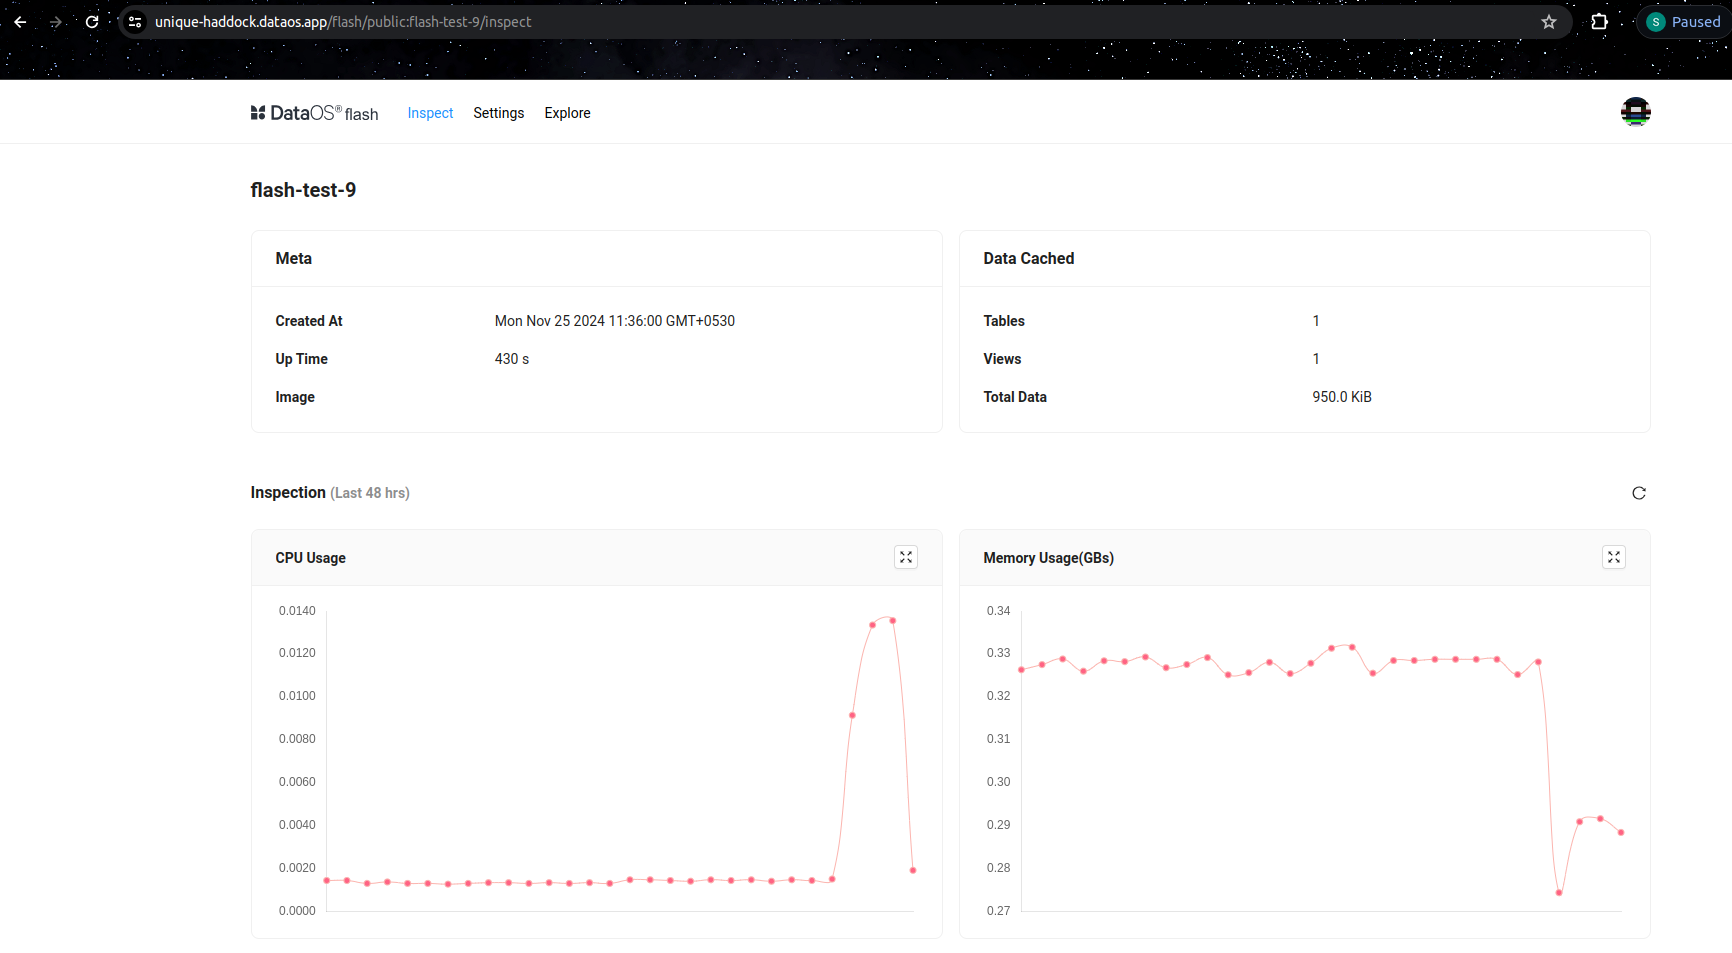 unique-haddock.dataos.app/flash/public:flash-test-9/inspect
S Paused
DataOS® flash Inspect Settings Explore
flash-test-9
Meta
Created At Mon Nov 25 2024 11:36:00 GMT+0530
Up Time 430 s
Image
Data Cached
Tables 1
Views 1
Total Data 950.0 KiB
Inspection (Last 48 hrs)
CPU Usage
0.0140
0.0120
0.0100
0.0080
0.0060
0.0040
0.0020
0.0000
Memory Usage(GBs)
0.34
0.33
0.32
0.31
0.30
0.29
0.28
0.27